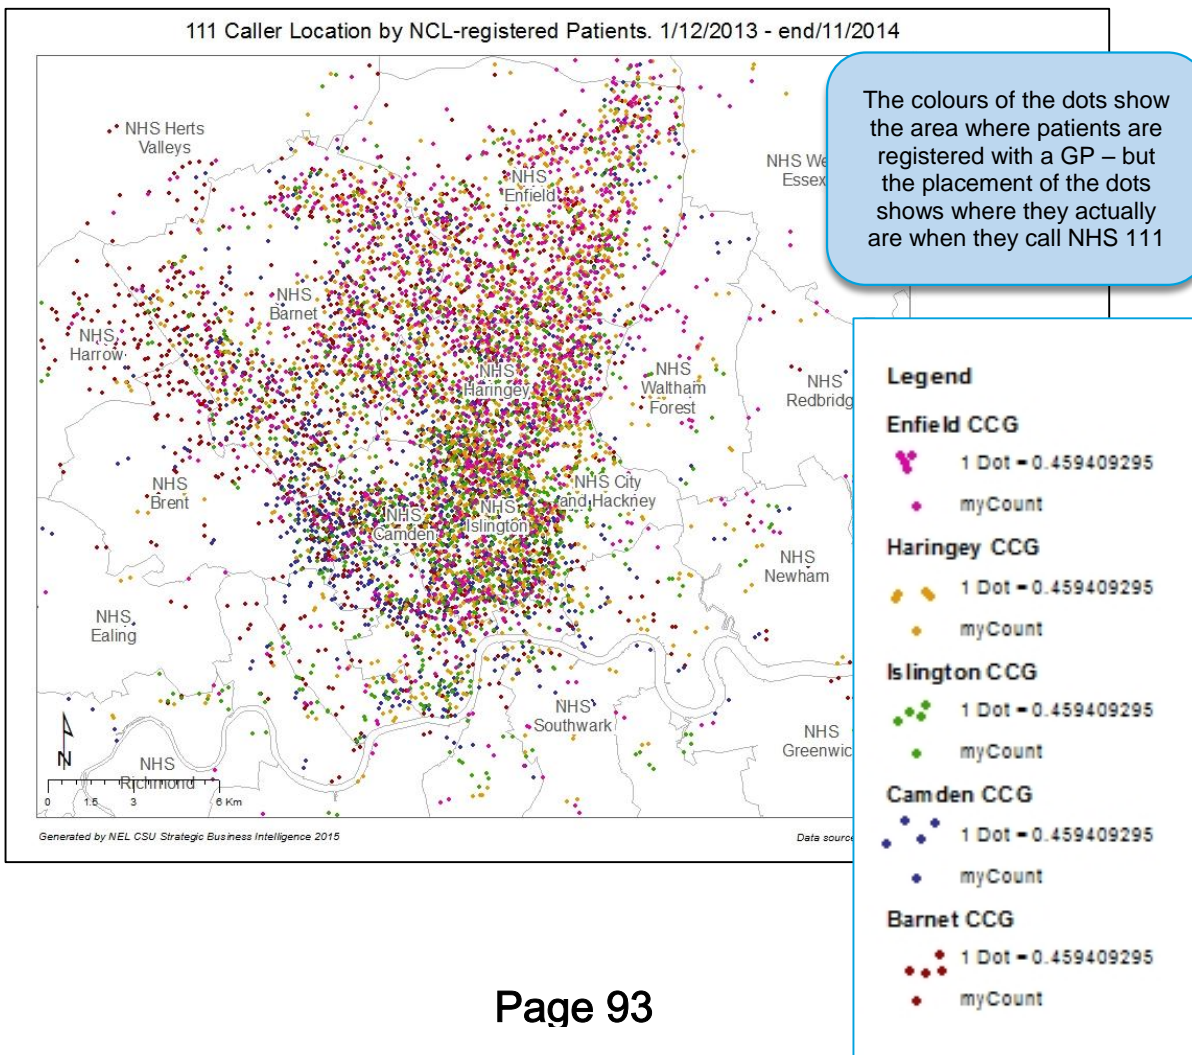 111 Caller Location by NCL-registered Patients. 1/12/2013 - end/11/2014
The colours of the dots show
the area where patients are
registered with a GP – but
the placement of the dots
shows where they actually
are when they call NHS 111
NHS Herts
Valleys
NHS
Enfield
NHS
Essex
NHS
Barnet
NHS
Harrow
NHS
Haringey
NHS
Waltham
Forest
NHS
NHS
Brent
NHS
Camden
NHS
Islington
NHS City
and Hackney
NHS
Newham
NHS
Ealing
NHS
Southwark
NHS
NHS
Richmond
N
0 1.5 3 6 Km
Generated by NEL CSU Strategic Business Intelligence 2015
Data source
Legend
Enfield CCG
1 Dot = 0.459409295
myCount
Haringey CCG
1 Dot = 0.459409295
myCount
Islington CCG
1 Dot = 0.459409295
myCount
Camden CCG
1 Dot = 0.459409295
myCount
Barnet CCG
1 Dot = 0.459409295
myCount
Page 93